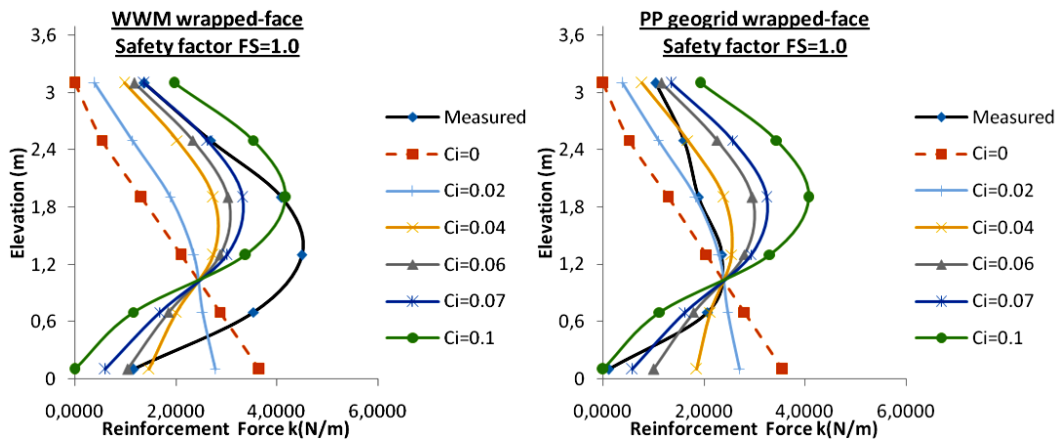 WWM wrapped-face
Safety factor FS=1.0
3,6
3
2,4
1,8
1,2
0,6
0
Elevation (m)
0,0000 2,0000 4,0000 6,0000
Reinforcement Force k(N/m)
Measured
Ci=0
Ci=0.02
Ci=0.04
Ci=0.06
Ci=0.07
Ci=0.1
PP geogrid wrapped-face
Safety factor FS=1.0
3,6
3
2,4
1,8
1,2
0,6
0
Elevation (m)
0,0000 2,0000 4,0000 6,0000
Reinforcement Force k(N/m)
Measured
Ci=0
Ci=0.02
Ci=0.04
Ci=0.06
Ci=0.07
Ci=0.1